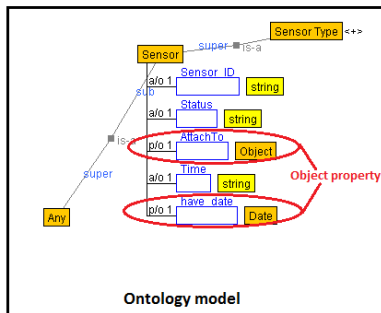 Sensor Type <+>
super
is-a
Sensor
a/o 1 Sensor_ID
string
sub
a/o 1 Status
string
is-a
p/o 1 AttachTo
Object
super
a/o 1 Time
string
Object property
Any
p/o 1 have_date
Date
Ontology model